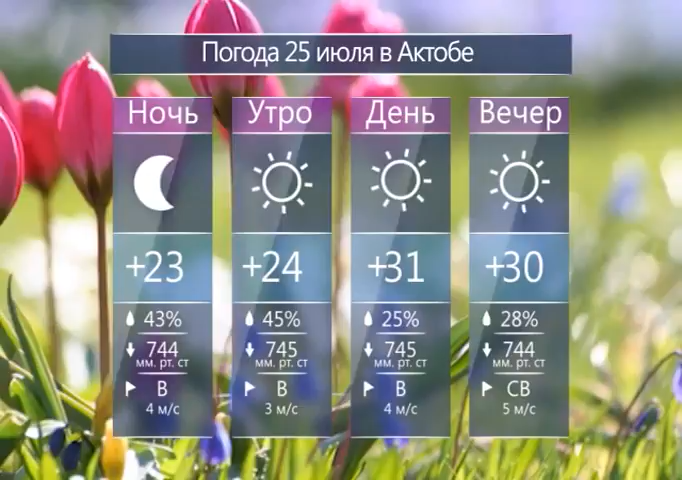 Погода 25 июля в Актобе
Ночь Утро День Вечер
+23 +24 +31 +30
43% 45% 25% 28%
744 745 745 744
мм. рт. ст мм. рт. ст мм. рт. ст мм. рт. ст
В В В СВ
4 м/с 3 м/с 4 м/с 5 м/с